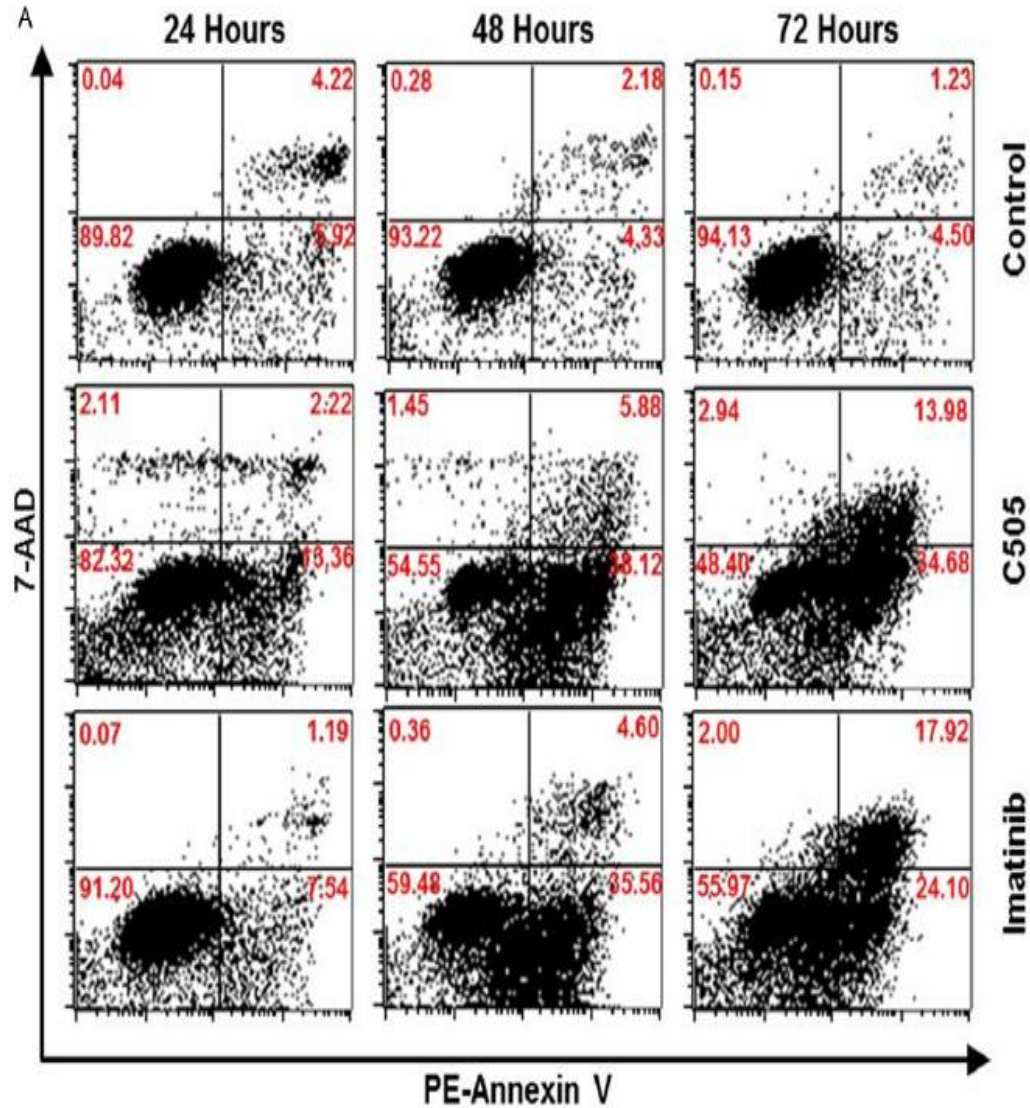 A
24 Hours 48 Hours 72 Hours
0.04 4.22 0.28 2.18 0.15 1.23
89.82 5.92 93.22 4.33 94.13 4.50
Control
2.11 2.22 1.45 5.88 2.94 13.98
82.32 13,36 54.55 38.12 48.40 34.68
C505
0.07 1.19 0.36 4.60 2.00 17.92
91.20 7.54 59.48 35.56 55.97 24.10
Imatinib
7-AAD
PE-Annexin V